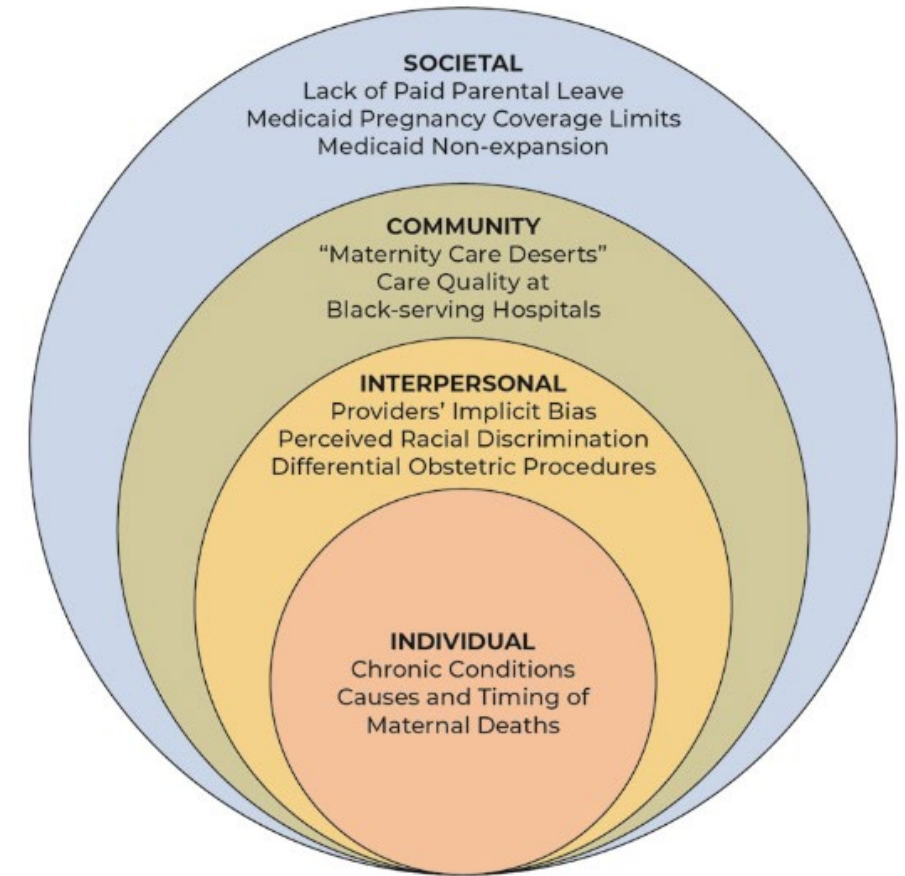 SOCIETAL
Lack of Paid Parental Leave
Medicaid Pregnancy Coverage Limits
Medicaid Non-expansion
COMMUNITY
“Maternity Care Deserts”
Care Quality at
Black-serving Hospitals
INTERPERSONAL
Providers’ Implicit Bias
Perceived Racial Discrimination
Differential Obstetric Procedures
INDIVIDUAL
Chronic Conditions
Causes and Timing of
Maternal Deaths